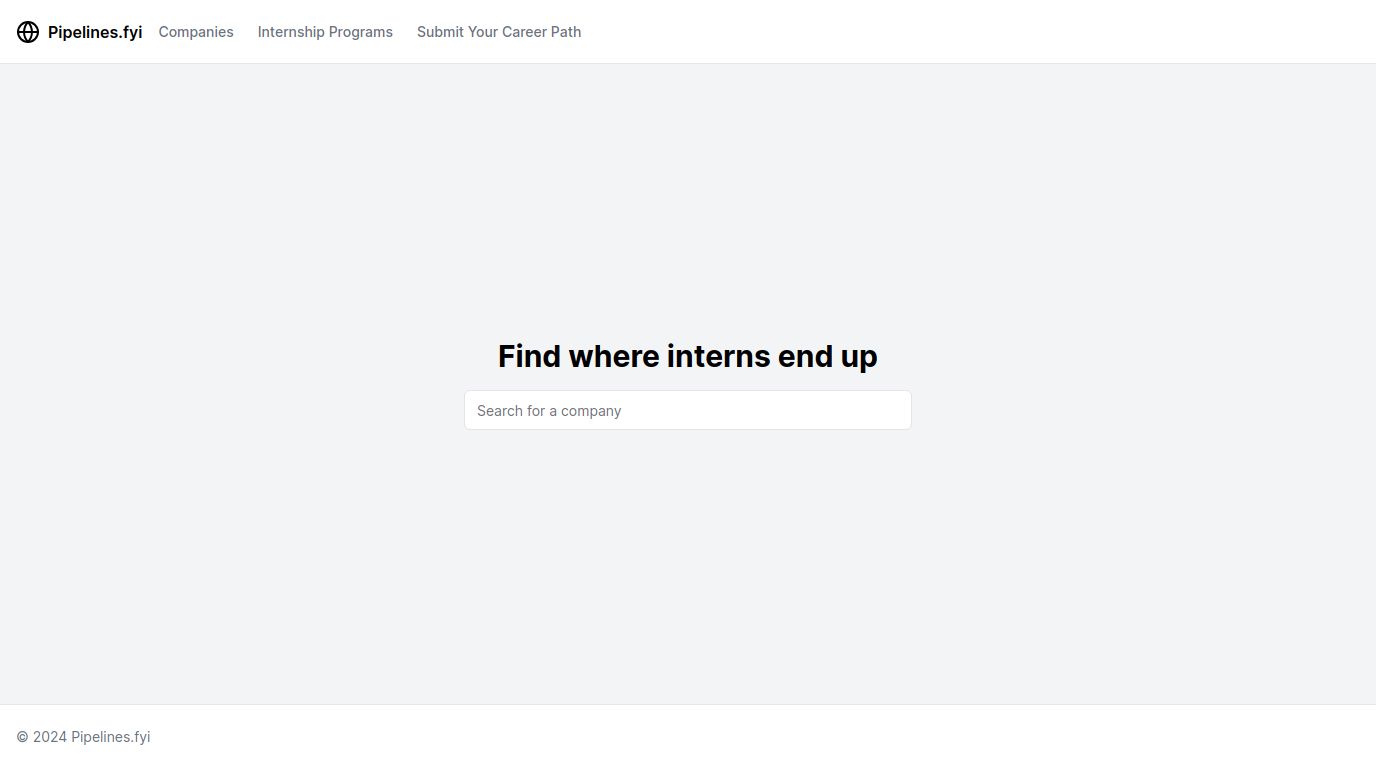 Pipelines.fyi Companies Internship Programs Submit Your Career Path
Find where interns end up
Search for a company
© 2024 Pipelines.fyi